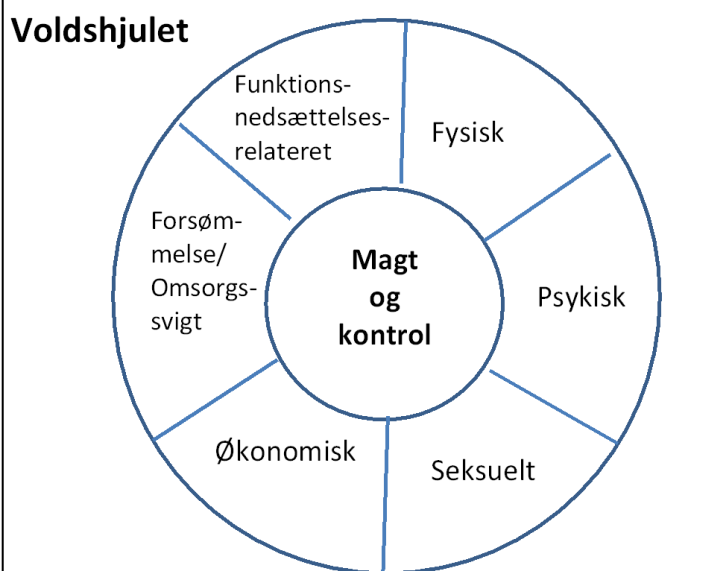 Voldshjulet
Funktions-
nedsættelses-
relateret
Fysisk
Psykisk
Seksuelt
Økonomisk
Forsøm-
melse/
Omsorgs-
svigt
Magt
og
kontrol